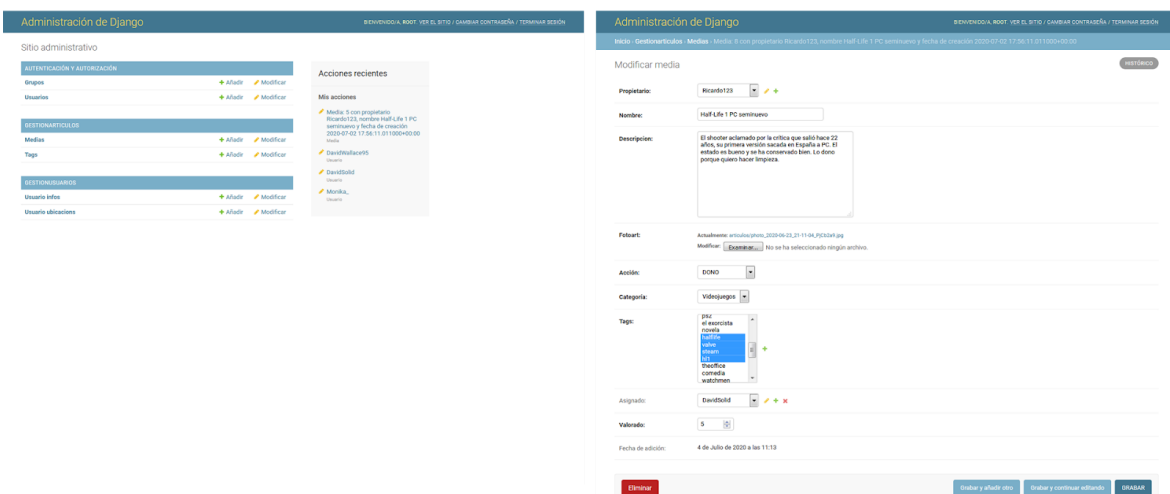 Administración de Django
BIENVENIDO/A, ROOT. VER EL SITIO / CAMBIAR CONTRASEÑA / TERMINAR SESIÓN
Sitio administrativo
AUTENTICACIÓN Y AUTORIZACIÓN
Grupos + Añadir Modificar
Usuarios + Añadir Modificar
GESTIONARTICULOS
Medias + Añadir Modificar
Tags + Añadir Modificar
GESTIONUSUARIOS
Usuario infos + Añadir Modificar
Usuario ubicacions + Añadir Modificar
Acciones recientes
Mis acciones
Media: 5 con propietario
Ricardo123, nombre Half-Life 1 PC
seminuevo y fecha de creación
2020-07-02 17:56:11.011000+00:00
Media
DavidWallace95
Usuario
DavidSolid
Usuario
Monika_
Usuario
Administración de Django
BIENVENIDO/A, ROOT. VER EL SITIO / CAMBIAR CONTRASEÑA / TERMINAR SESIÓN
Inicio › Gestionarticulos › Medias › Media: 8 con propietario Ricardo123, nombre Half-Life 1 PC seminuevo y fecha de creación 2020-07-02 17:56:11.011000+00:00
Modificar media
HISTÓRICO
Propietario: Ricardo123
Nombre: Half-Life 1 PC seminuevo
Descripcion: El shooter aclamado por la crítica que salió hace 22
años, su primera versión sacada en España a PC. El
estado es bueno y se ha conservado bien. Lo dono
porque quiero hacer limpieza.
Fotoart: Actualmente: articulos/photo_2020-06-23_21-11-04_
Modificar: Examinar... No se ha seleccionado ningún archivo.
Acción: DONO
Categoria: Videojuegos
Tags: ps2
el exorcista
novela
halflife
valve
steam
hl1
theoffice
comedia
watchmen
Asignado: DavidSolid
Valorado: 5
Fecha de adición: 4 de Julio de 2020 a las 11:13
Eliminar
Grabar y añadir otro
Grabar y continuar editando
GRABAR